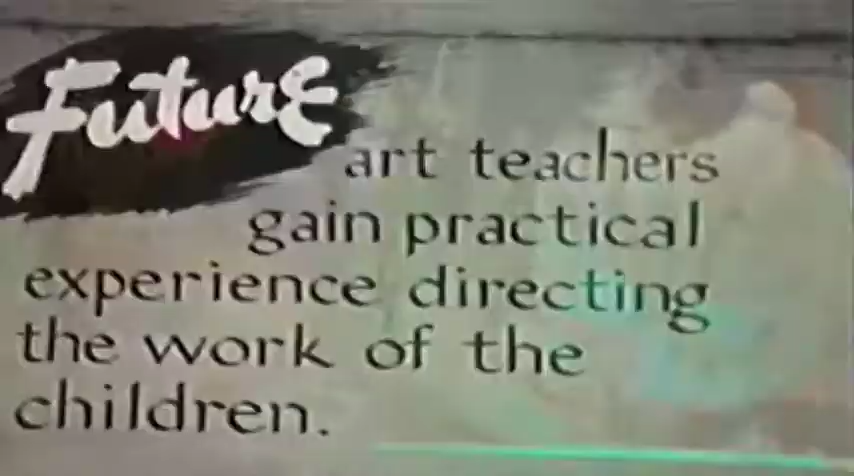 Future
art teachers
gain practical
experience directing
the work of the
children.